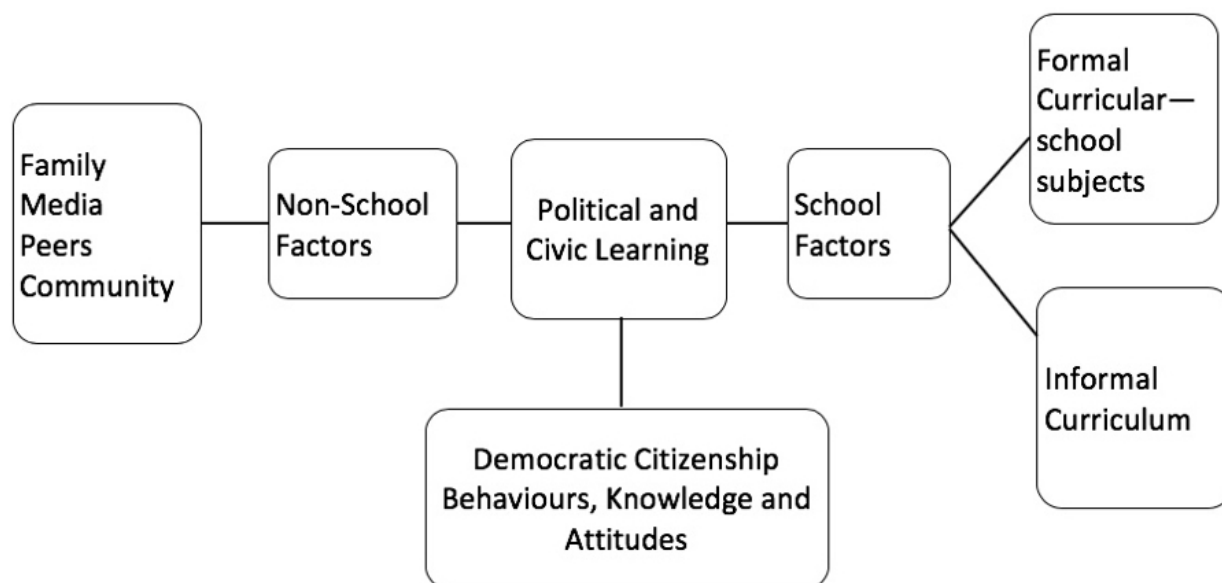 Family
Media
Peers
Community
Non-School
Factors
Political and
Civic Learning
School
Factors
Formal
Curricular—
school
subjects
Informal
Curriculum
Democratic Citizenship
Behaviours, Knowledge and
Attitudes